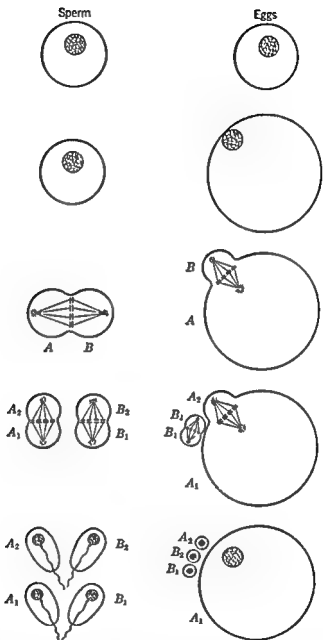 Sperm Eggs
B
A
A B
A₂ B₂ A₂
B₁
A₁ B₁ B₁
A₁
A₂ B₂ A₂
B₂
B₁
A₁ B₁ A₁